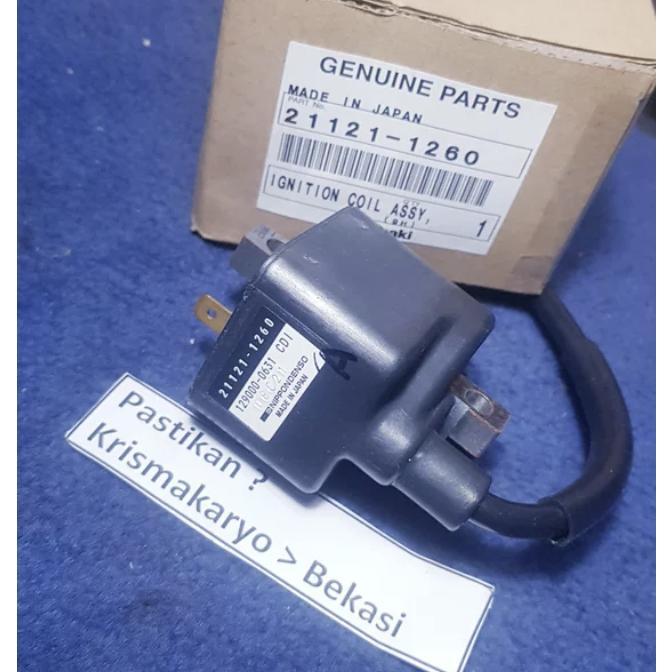 GENUINE PARTS
MADE IN JAPAN
PART No.
21121-1260
IGNITION COIL ASSY,
1
21121-1260
129000-0631 CDI
NIPPONDENSO
MADE IN JAPAN
A
Pastikan ?
Krismakaryo > Bekasi